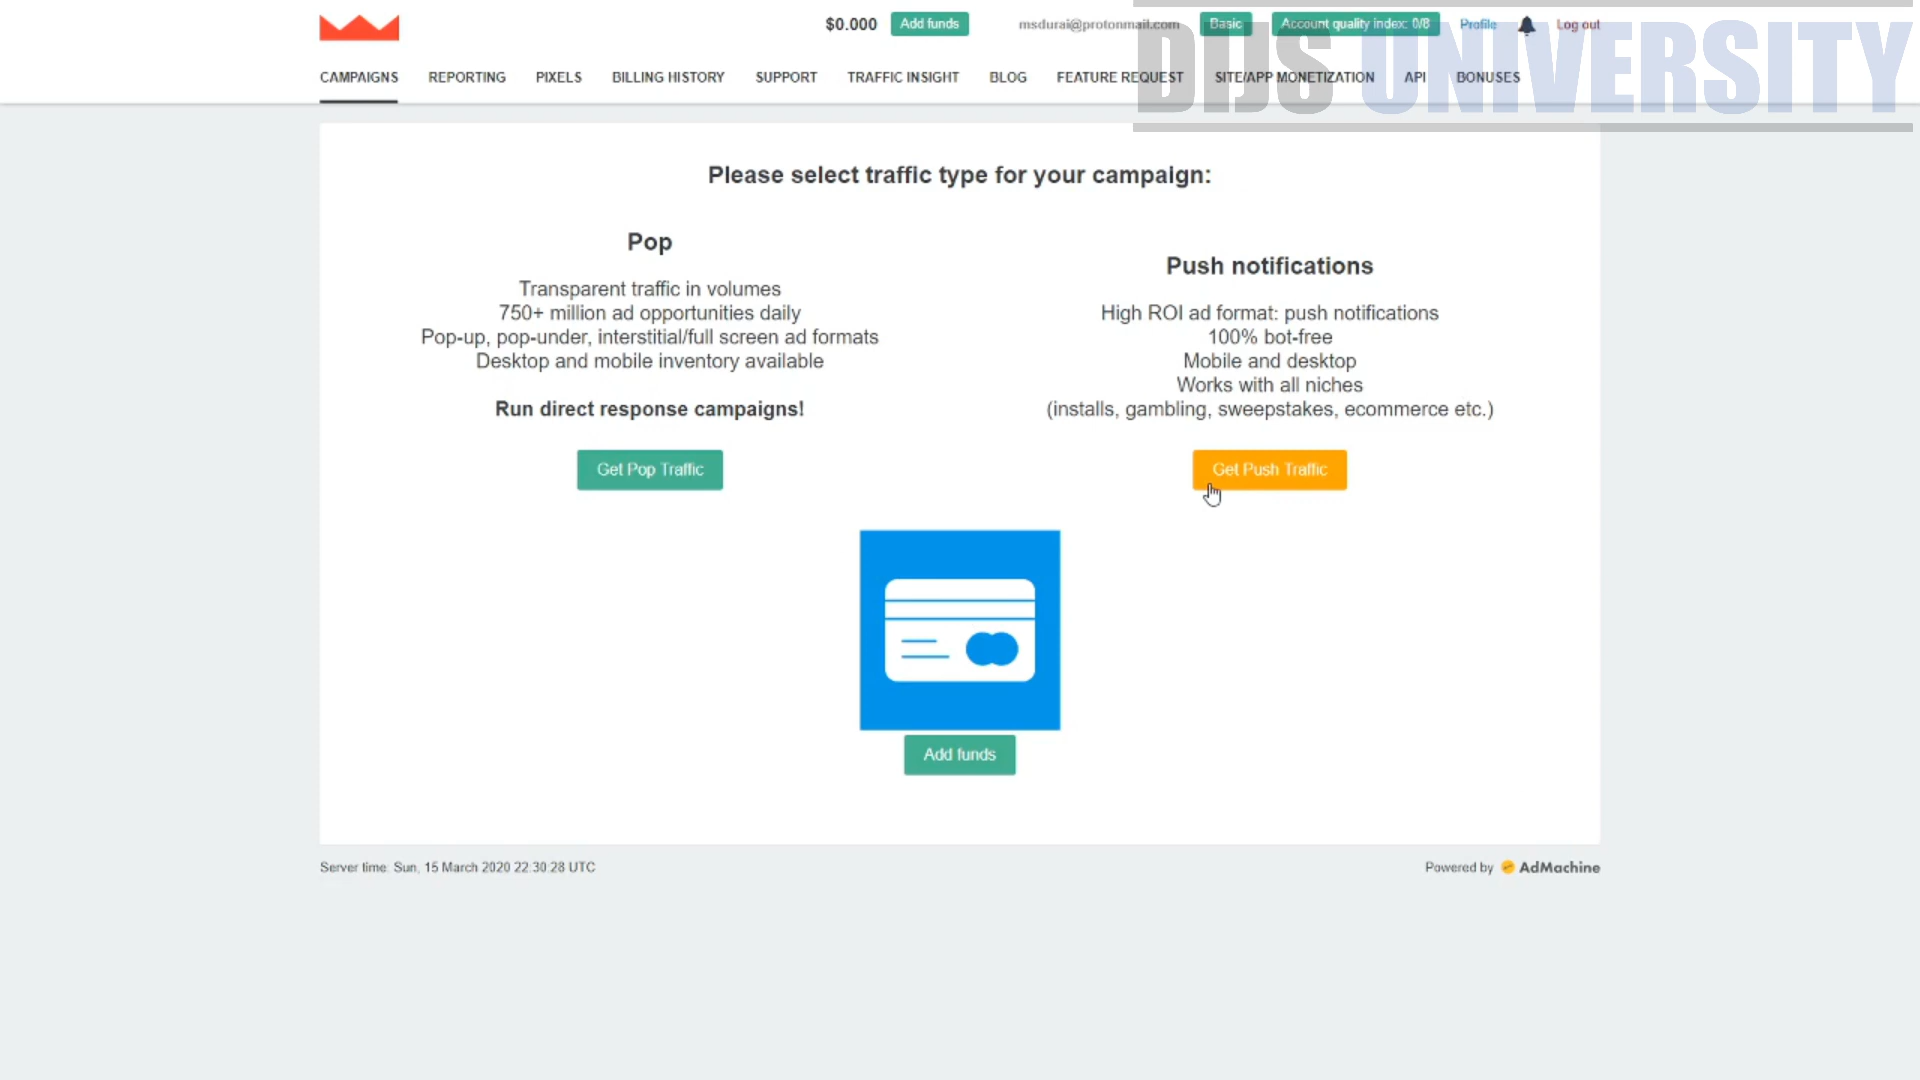 $0.000 Add funds msdurai@protonmail.com Basic Account quality index: 0/8 Profile Log out
CAMPAIGNS REPORTING PIXELS BILLING HISTORY SUPPORT TRAFFIC INSIGHT BLOG FEATURE REQUEST SITE/APP MONETIZATION API BONUSES
DIJS UNIVERSITY
Please select traffic type for your campaign:
Pop
Transparent traffic in volumes
750+ million ad opportunities daily
Pop-up, pop-under, interstitial/full screen ad formats
Desktop and mobile inventory available
Run direct response campaigns!
Get Pop Traffic
Push notifications
High ROI ad format: push notifications
100% bot-free
Mobile and desktop
Works with all niches
(installs, gambling, sweepstakes, ecommerce etc.)
Get Push Traffic
Add funds
Server time: Sun, 15 March 2020 22:30:28 UTC
Powered by AdMachine